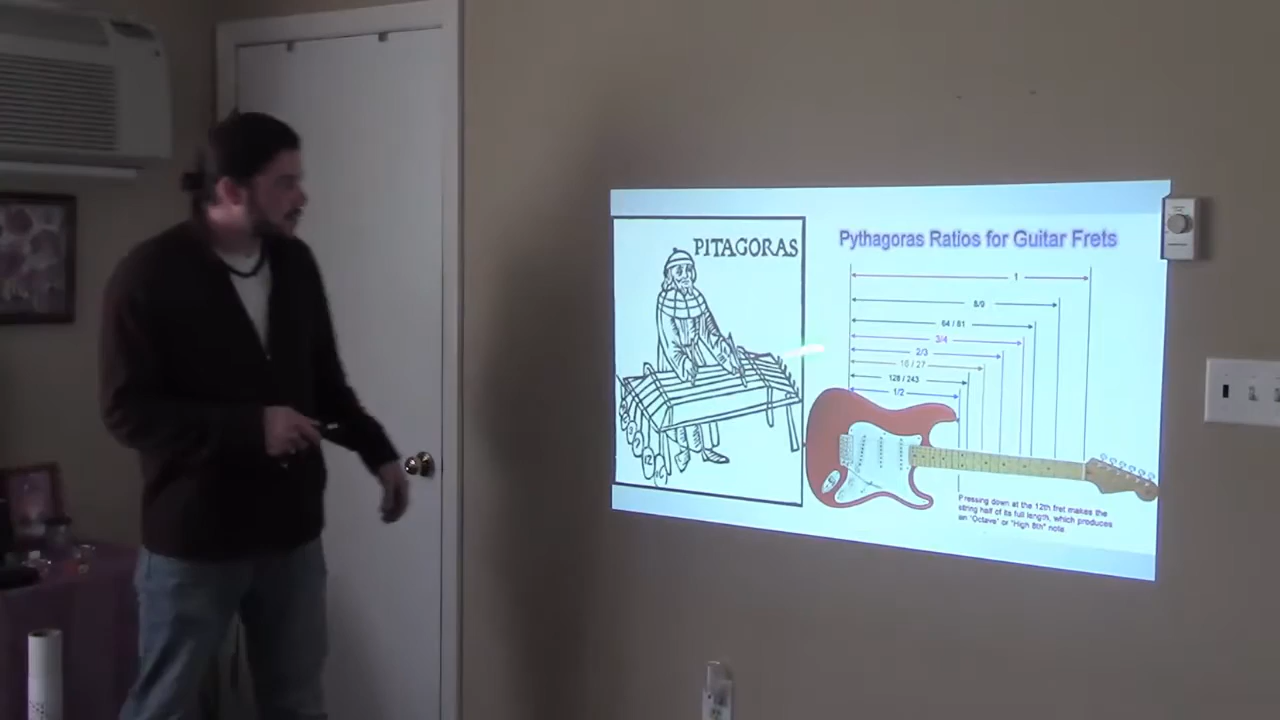 PITAGORAS
Pythagoras Ratios for Guitar Frets
1
8/9
64 / 81
3/4
2/3
16 / 27
128 / 243
1/2
Pressing down at the 12th fret makes the
string half of its full length, which produces
an "Octave" or "High 8th" note